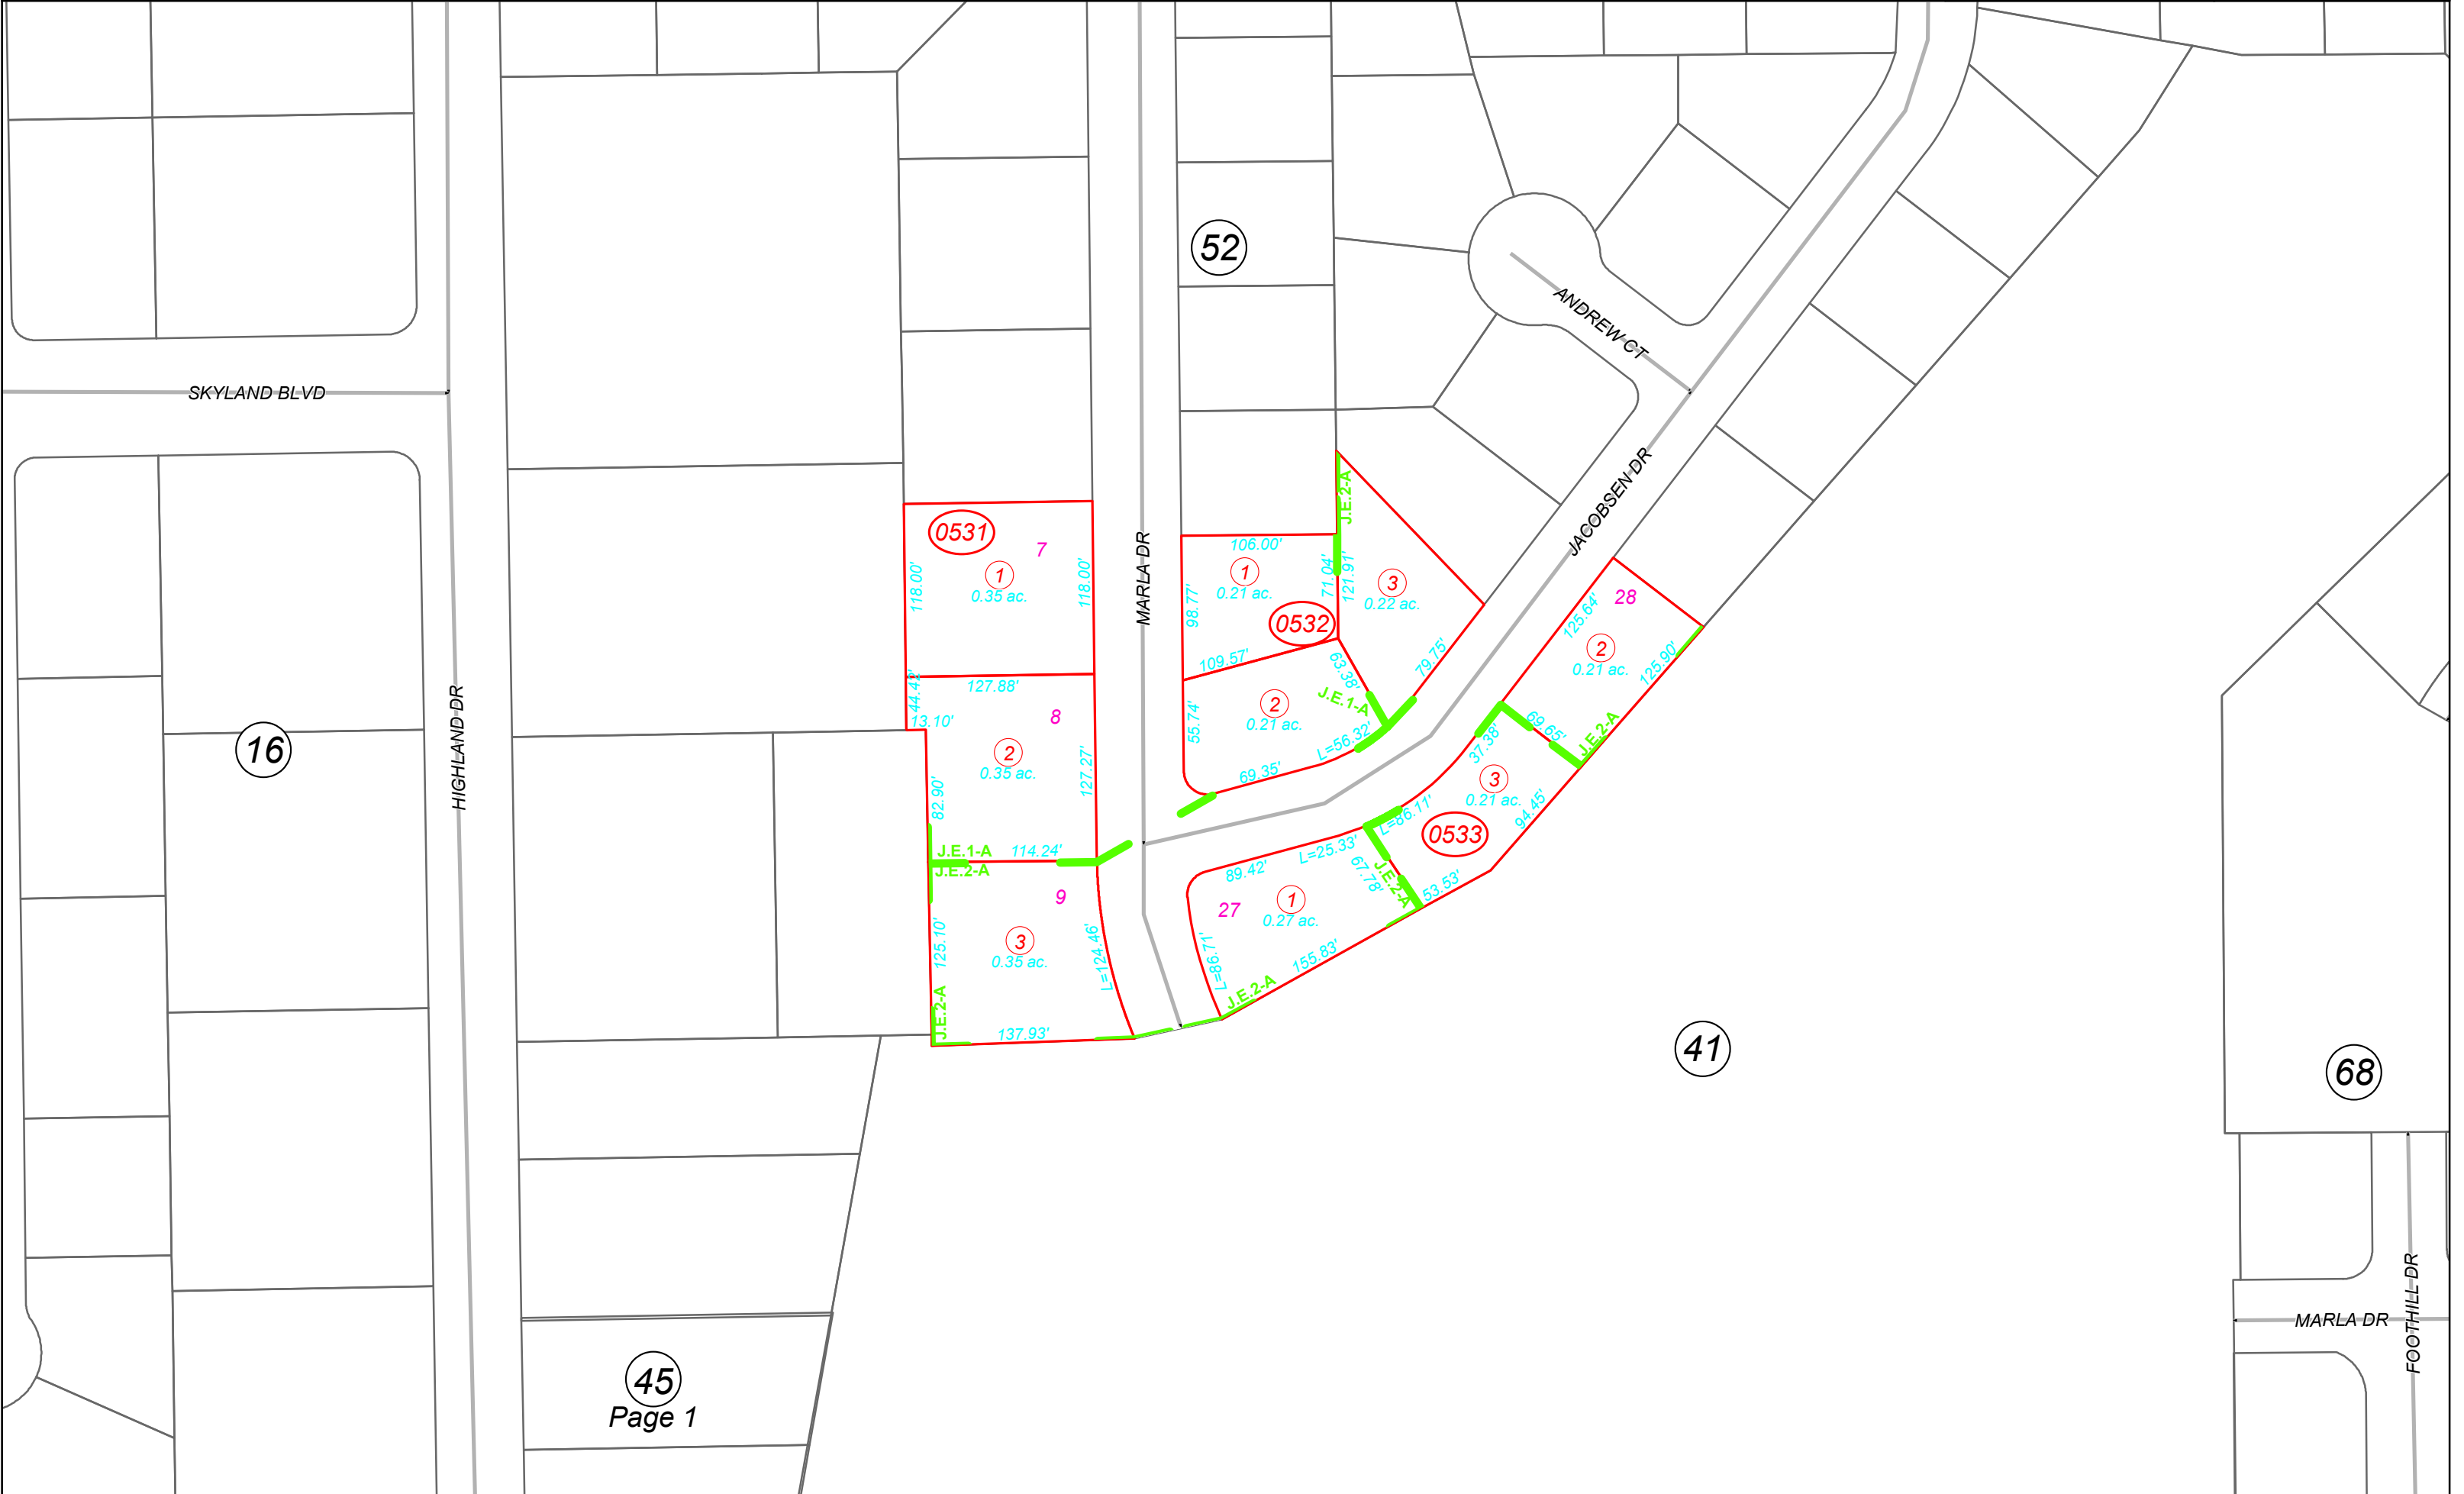 52
ANDREW CT
SKYLAND BLVD
JACOBSEN DR
MARLA DR
HIGHLAND DR
16
0531
7
1
0.35 ac.
118.00'
118.00'
44.42'
127.88'
13.10'
8
2
0.35 ac.
82.90'
127.27'
J.E.1-A
114.24'
J.E.2-A
9
3
0.35 ac.
125.10'
L=124.46'
J.E.2-A
137.93'
106.00'
1
0.21 ac.
98.77'
71.04'
121.91'
J.E.2-A
0532
109.57'
3
0.22 ac.
79.75'
63.38'
J.E.1-A
2
0.21 ac.
55.74'
L=56.32'
69.35'
28
125.64'
2
0.21 ac.
125.90'
69.65'
J.E.2-A
37.38'
3
0.21 ac.
94.45'
L=86.11'
0533
L=25.33'
89.42'
67.78'
J.E.2-A
53.53'
27
1
0.27 ac.
L=86.71'
155.83'
J.E.2-A
41
68
45
Page 1
MARLA DR
FOOTHILL DR